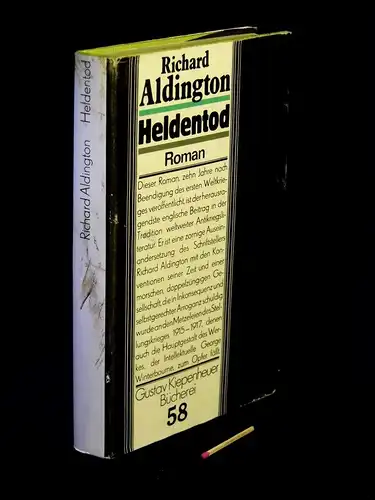 Richard Aldington   Heldentod
Richard
Aldington
Heldentod
Roman
Dieser Roman, zehn Jahre nach
Beendigung des ersten Weltkrie-
ges veröffentlicht, ist der herausra-
gendste englische Beitrag in der
Tradition weltweiter Antikriegsli-
teratur. Er ist eine zornige Ausein-
andersetzung des Schriftstellers
Richard Aldington mit den Kon-
ventionen seiner Zeit und einer
morschen, doppelzüngigen Ge-
sellschaft, die in Inkonsequenz und
selbstgerechter Arroganz schuldig
wurde an den Metzeleien des Stel-
lungskrieges 1915–1917, denen
auch die Hauptgestalt des Wer-
kes, der Intellektuelle George
Winterbourne, zum Opfer fällt.
Gustav Kiepenheuer
Bücherei
58